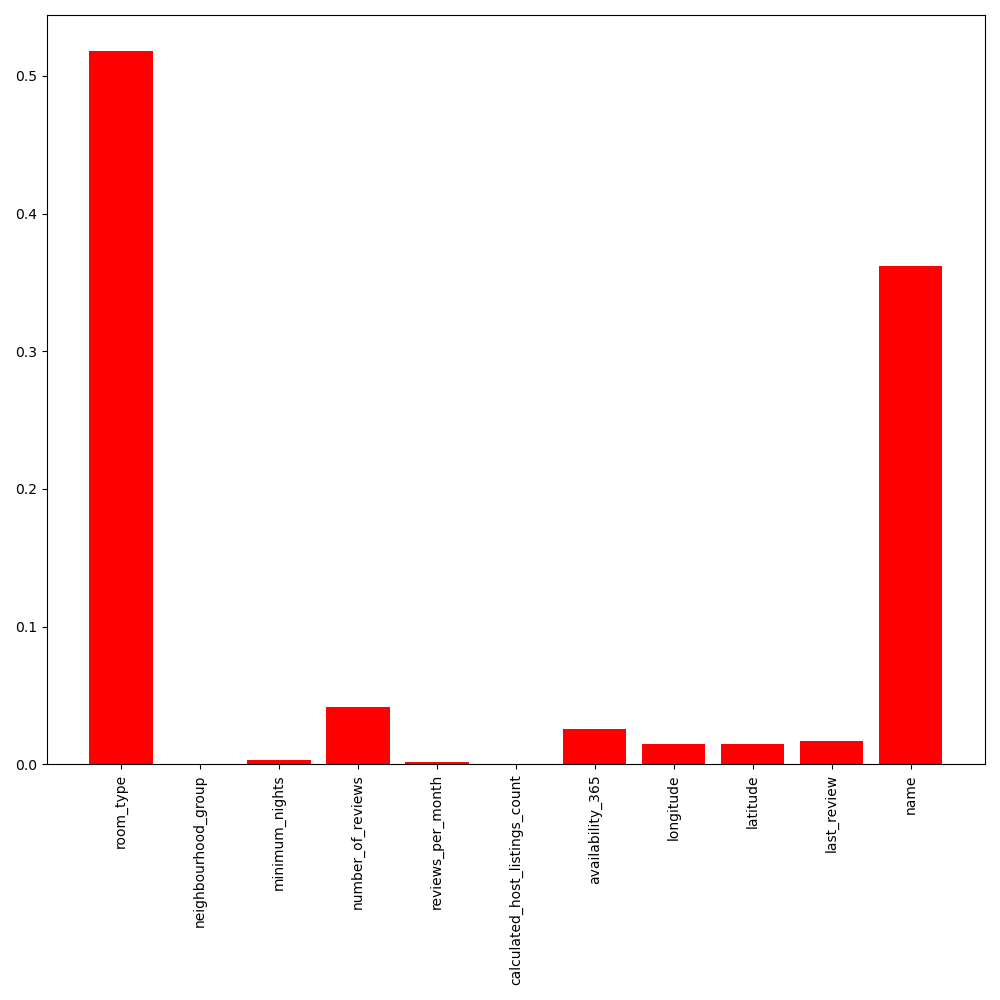 0.5
0.4
0.3
0.2
0.1
0.0
room_type
neighbourhood_group
minimum_nights
number_of_reviews
reviews_per_month
calculated_host_listings_count
availability_365
longitude
latitude
last_review
name